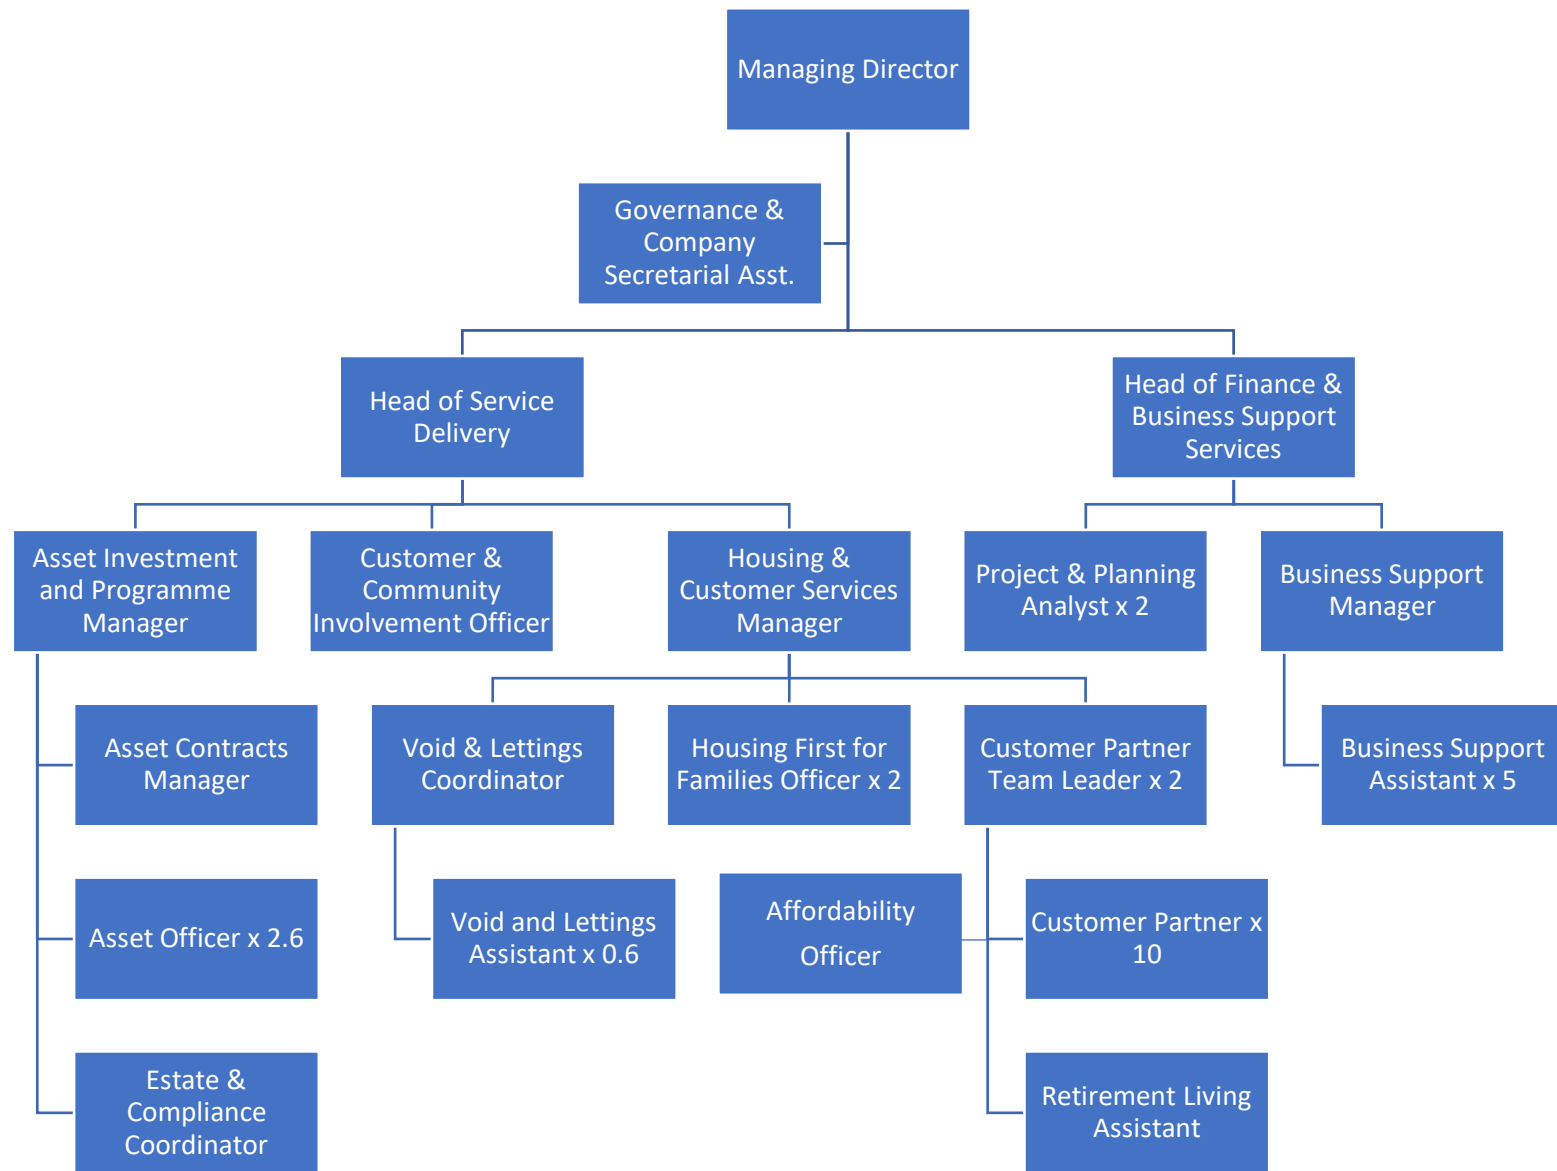 Managing Director
Governance &
Company
Secretarial Asst.
Head of Service
Delivery
Head of Finance &
Business Support
Services
Asset Investment
and Programme
Manager
Customer &
Community
Involvement Officer
Housing &
Customer Services
Manager
Project & Planning
Analyst x 2
Business Support
Manager
Asset Contracts
Manager
Void & Lettings
Coordinator
Housing First for
Families Officer x 2
Customer Partner
Team Leader x 2
Business Support
Assistant x 5
Asset Officer x 2.6
Void and Lettings
Assistant x 0.6
Affordability
Officer
Customer Partner x
10
Estate &
Compliance
Coordinator
Retirement Living
Assistant